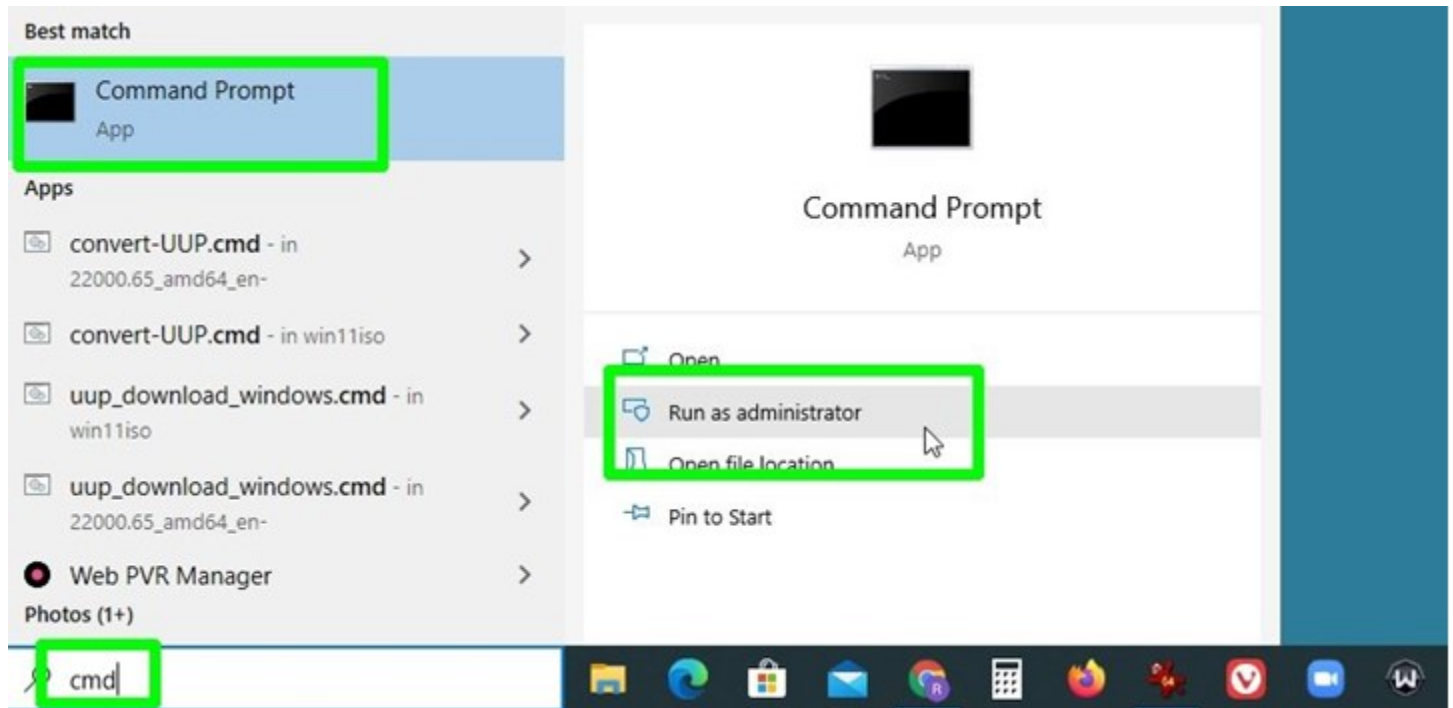 Best match
Command Prompt
App
Apps
convert-UUP.cmd - in
22000.65_amd64_en-
convert-UUP.cmd - in win11iso
uup_download_windows.cmd - in
win11iso
uup_download_windows.cmd - in
22000.65_amd64_en-
Web PVR Manager
Photos (1+)
cmd
Command Prompt
App
Open
Run as administrator
Open file location
Pin to Start
R
64